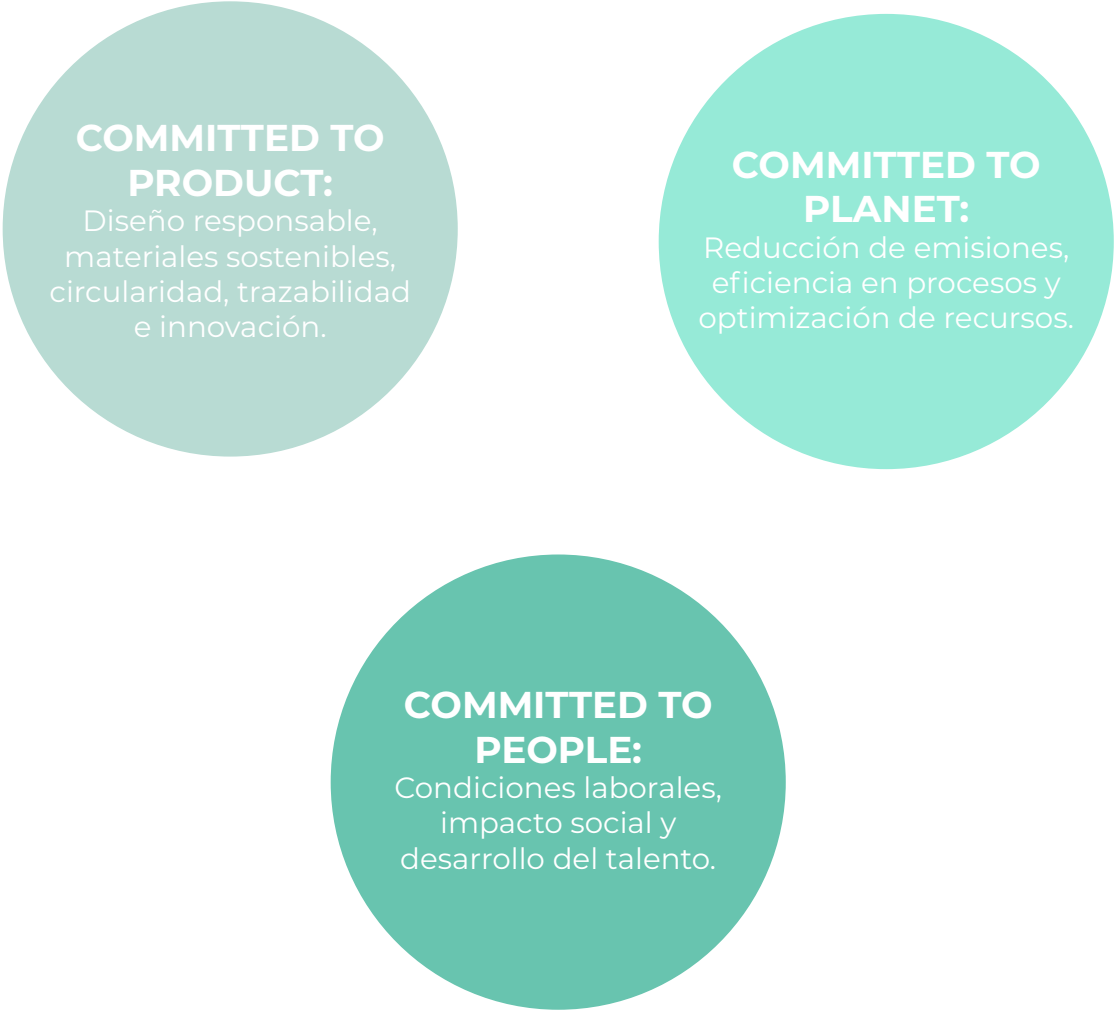 COMMITTED TO
PRODUCT:
Diseño responsable,
materiales sostenibles,
circularidad, trazabilidad
e innovación.
COMMITTED TO
PLANET:
Reducción de emisiones,
eficiencia en procesos y
optimización de recursos.
COMMITTED TO
PEOPLE:
Condiciones laborales,
impacto social y
desarrollo del talento.